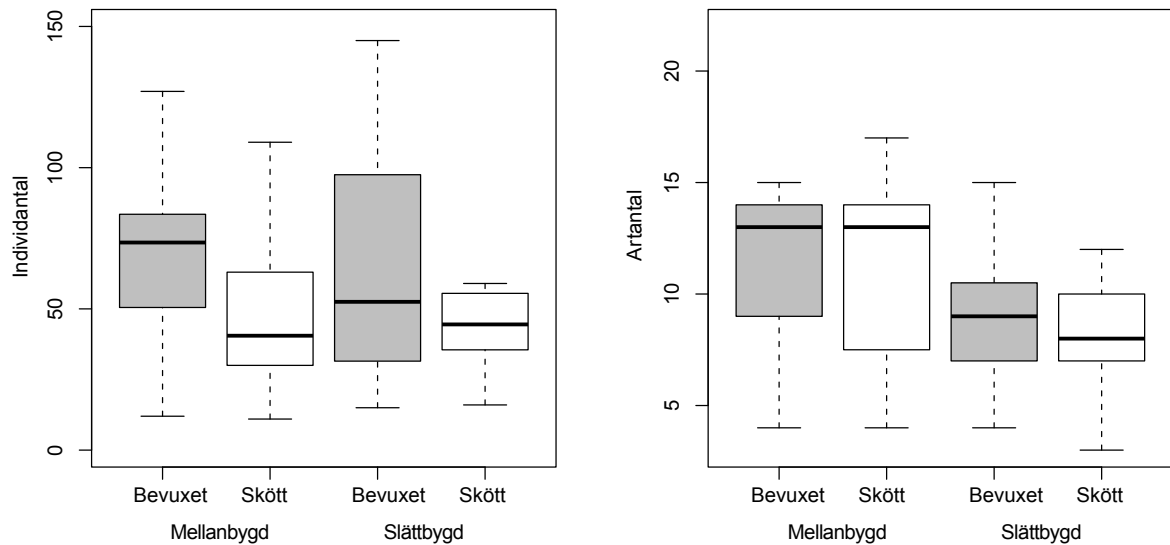 Individantal
150
100
50
0
Bevuxet Skött Bevuxet Skött
Mellanbygd Slättbygd
Artantal
20
15
10
5
Bevuxet Skött Bevuxet Skött
Mellanbygd Slättbygd